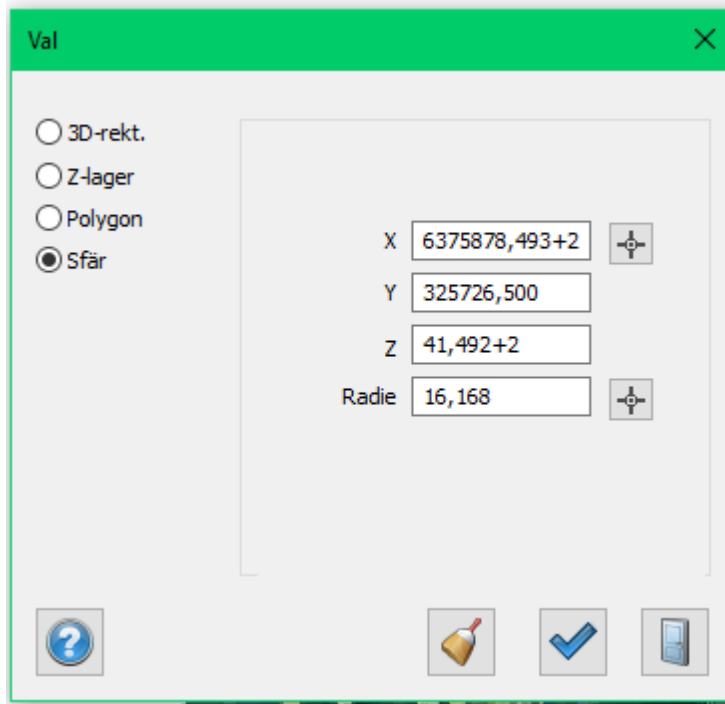 Val
3D-rekt.
Z-lager
Polygon
Sfär
X 6375878,493+2
Y 325726,500
Z 41,492+2
Radie 16,168
?